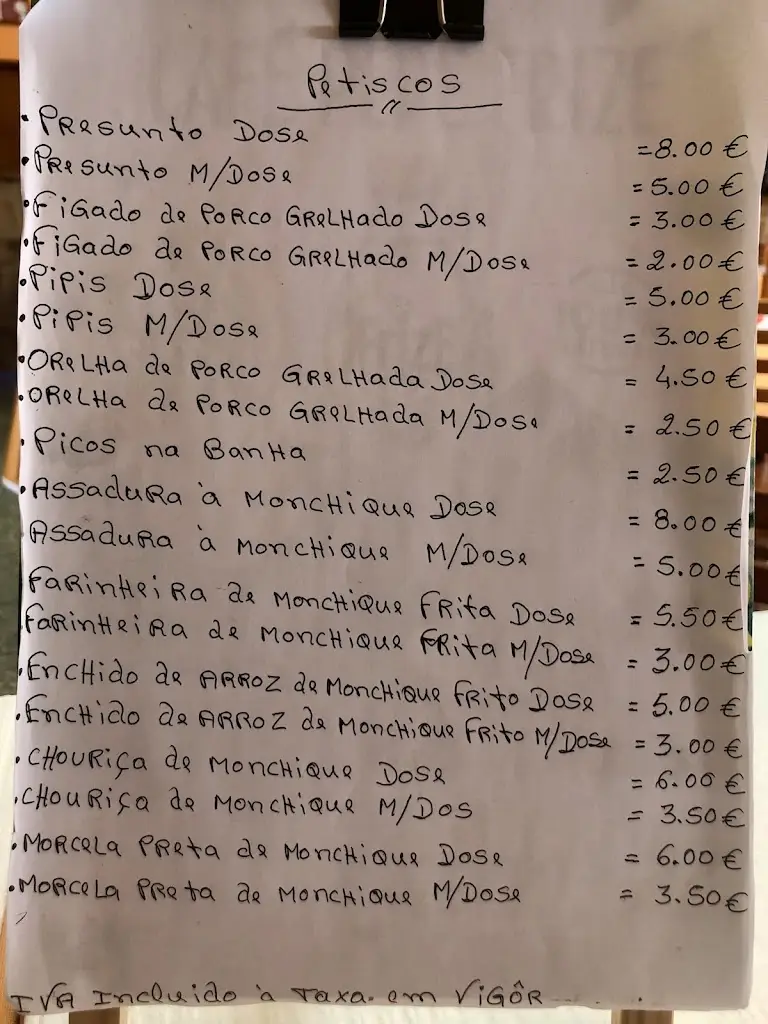 Petiscos
• Presunto Dose = 8.00 €
• Presunto M/Dose = 5.00 €
• Figado de Porco Grelhado Dose = 3.00 €
• Figado de Porco Grelhado M/Dose = 2.00 €
• Pipis Dose = 5.00 €
• Pipis M/Dose = 3.00 €
• Orelha de Porco Grelhada Dose = 4.50 €
• Orelha de Porco Grelhada M/Dose = 2.50 €
• Picos na Banha = 2.50 €
• Assadura à Monchique Dose = 8.00 €
Assadura à Monchique M/Dose = 5.00 €
Farinheira de Monchique Frita Dose = 5.50 €
Farinheira de Monchique Frita M/Dose = 3.00 €
• Enchido de Arroz de Monchique Frito Dose = 5.00 €
• Enchido de Arroz de Monchique Frito M/Dose = 3.00 €
• Chouriça de Monchique Dose = 6.00 €
• Chouriça de Monchique M/Dos = 3.50 €
• Morcela Preta de Monchique Dose = 6.00 €
• Morcela Preta de Monchique M/Dose = 3.50 €
IVA Incluido à Taxa. em Vigôr